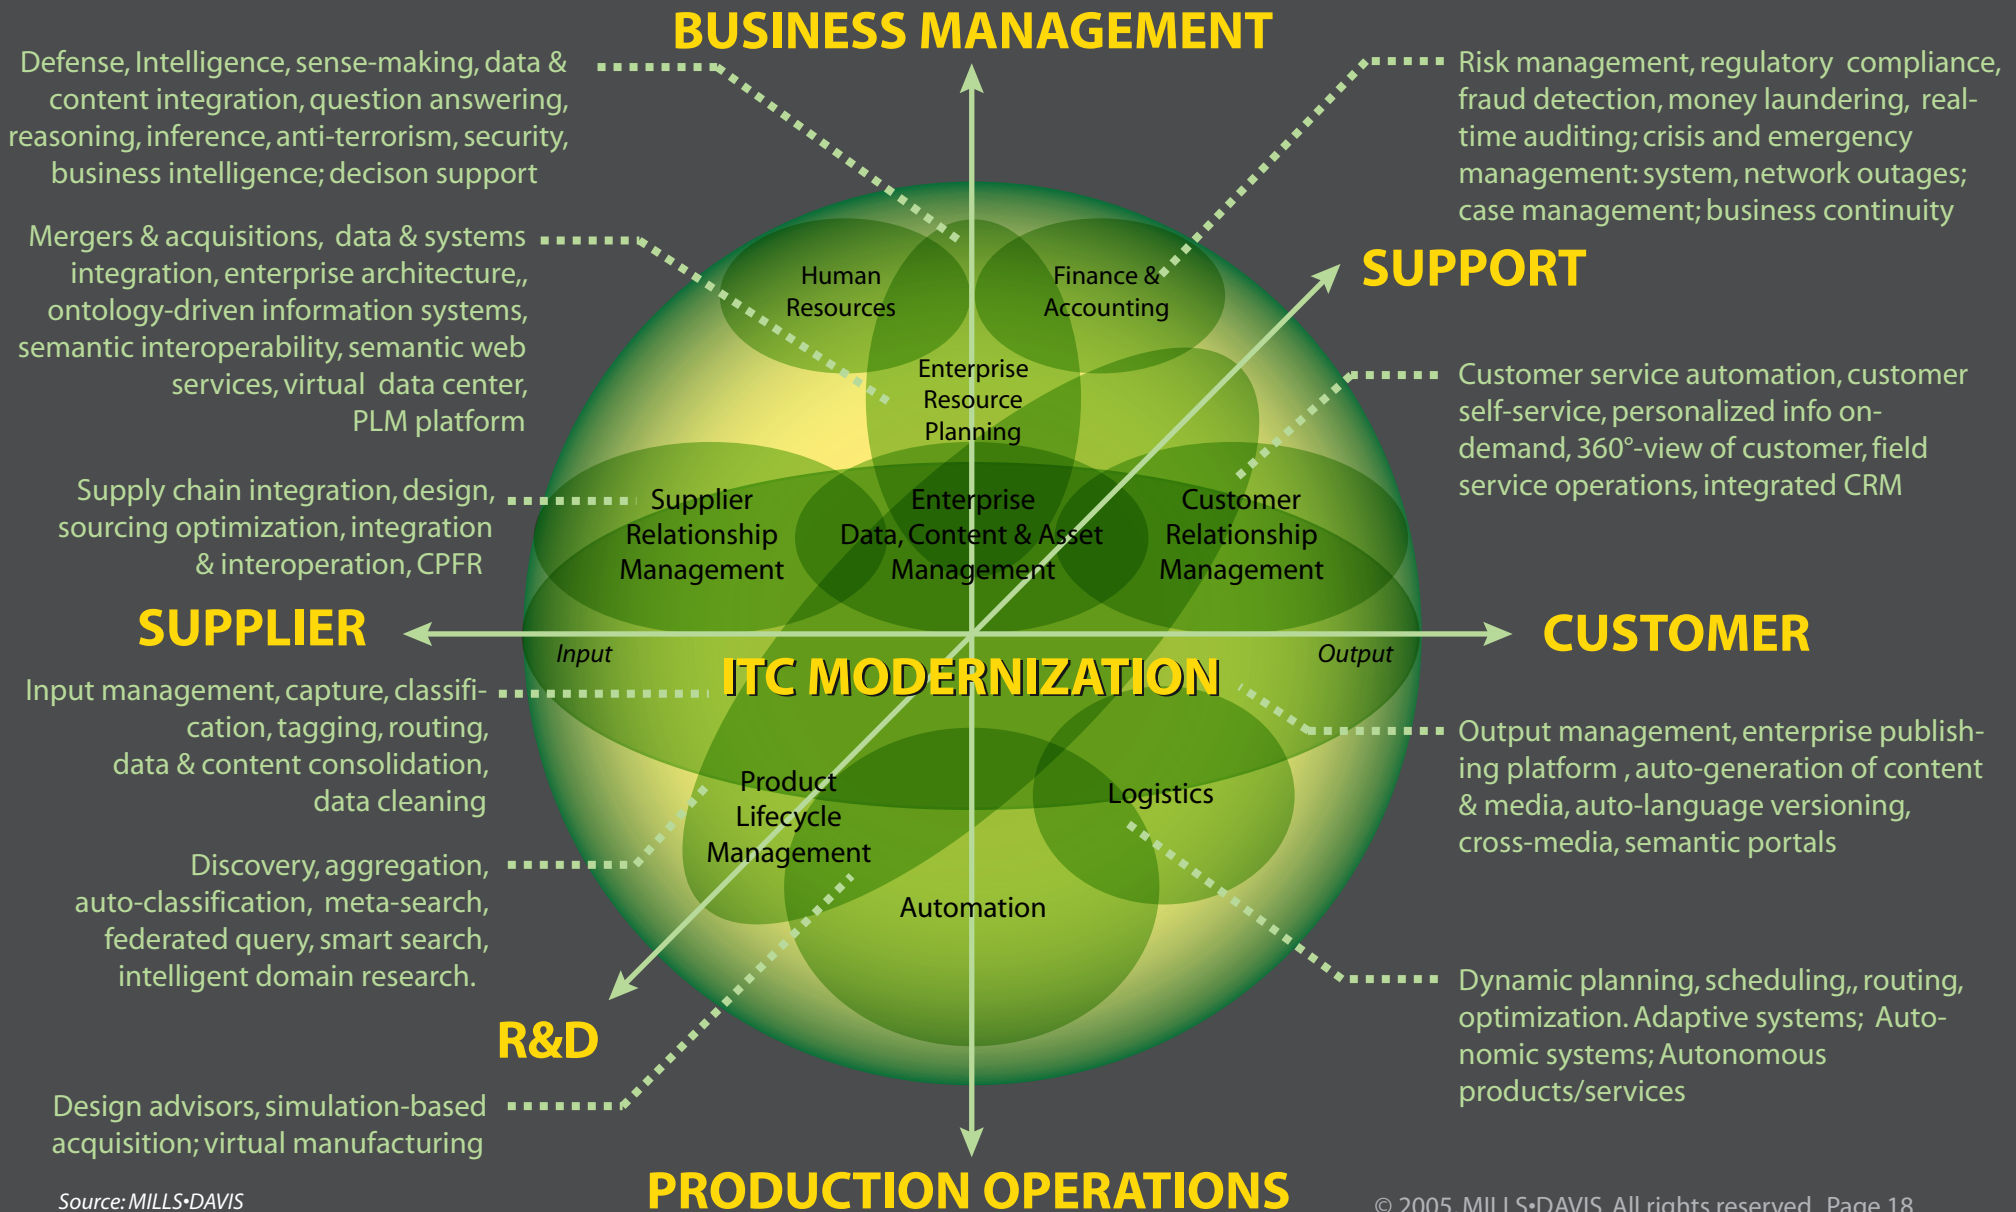 BUSINESS MANAGEMENT
Defense, Intelligence, sense-making, data &
content integration, question answering,
reasoning, inference, anti-terrorism, security,
business intelligence; decison support
Mergers & acquisitions, data & systems
integration, enterprise architecture,,
ontology-driven information systems,
semantic interoperability, semantic web
services, virtual data center,
PLM platform
Supply chain integration, design,
sourcing optimization, integration
& interoperation, CPFR
SUPPLIER
Input management, capture, classifi-
cation, tagging, routing,
data & content consolidation,
data cleaning
Discovery, aggregation,
auto-classification, meta-search,
federated query, smart search,
intelligent domain research.
R&D
Design advisors, simulation-based
acquisition; virtual manufacturing
Human
Resources
Finance &
Accounting
Enterprise
Resource
Planning
Supplier
Relationship
Management
Enterprise
Data, Content & Asset
Management
Customer
Relationship
Management
Input
Output
ITC MODERNIZATION
Product
Lifecycle
Management
Logistics
Automation
Risk management, regulatory compliance,
fraud detection, money laundering, real-
time auditing; crisis and emergency
management: system, network outages;
case management; business continuity
SUPPORT
Customer service automation, customer
self-service, personalized info on-
demand, 360°-view of customer, field
service operations, integrated CRM
CUSTOMER
Output management, enterprise publish-
ing platform , auto-generation of content
& media, auto-language versioning,
cross-media, semantic portals
Dynamic planning, scheduling,, routing,
optimization. Adaptive systems; Auto-
nomic systems; Autonomous
products/services
PRODUCTION OPERATIONS
Source: MILLS•DAVIS
© 2005. MILLS•DAVIS. All rights reserved. Page 18